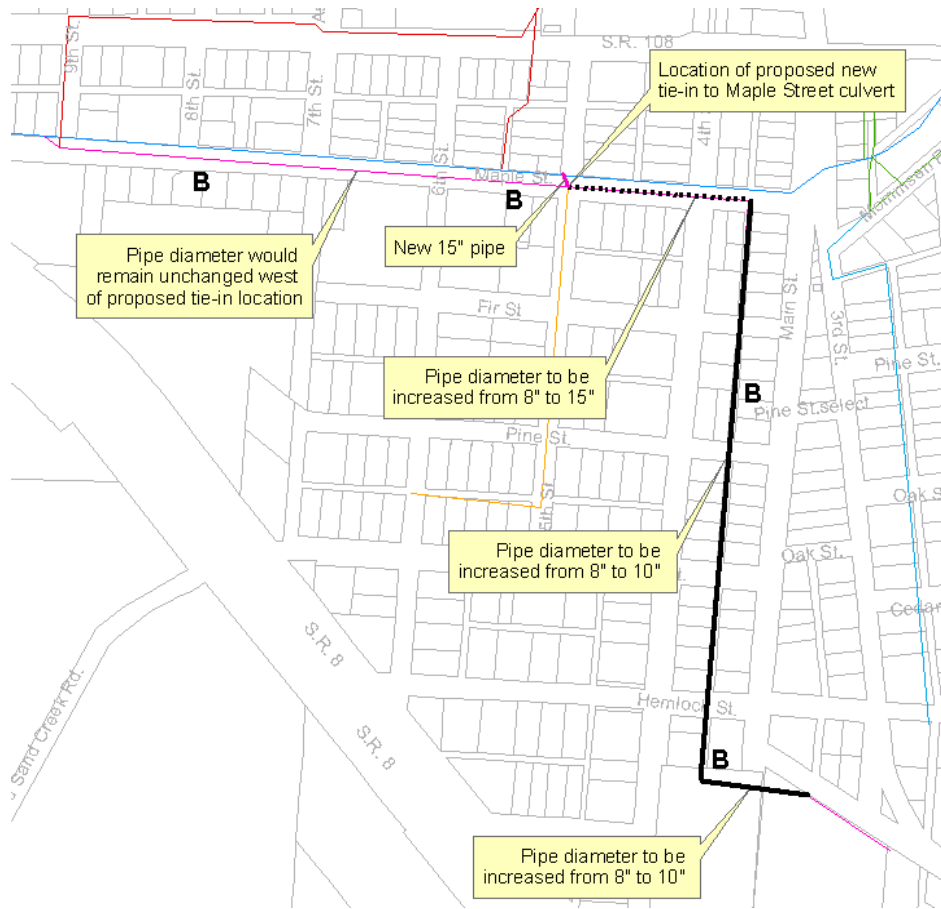 S.R. 108
9th St.
8th St.
7th St.
6th St.
4th
Location of proposed new
tie-in to Maple Street culvert
Maple St.
B
B
New 15" pipe
Pipe diameter would
remain unchanged west
of proposed tie-in location
Fir St
Main St.
3rd St.
Pine St.
Pipe diameter to be
increased from 8" to 15"
B
Pine St.select
Pine St.
5th St
Oak St
Pipe diameter to be
increased from 8" to 10"
Oak St.
Cedar
S.R. 8
Hemlock St.
Sand Creek Rd.
S.R. 8
B
Pipe diameter to be
increased from 8" to 10"